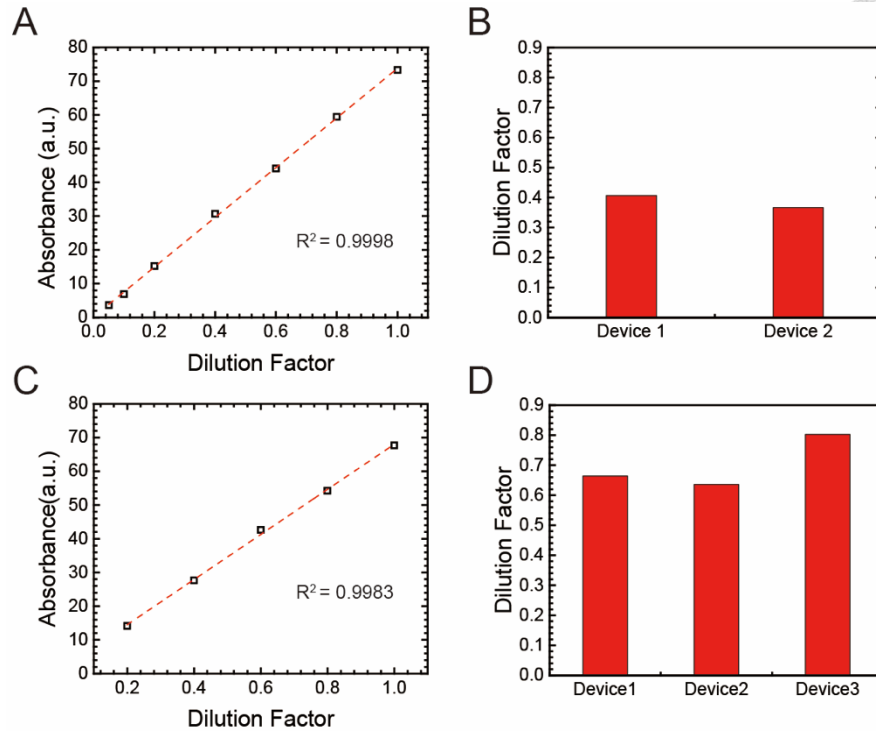 A
80
70
60
50
40
30
20
10
0
Absorbance (a.u.)
R² = 0.9998
0.0 0.2 0.4 0.6 0.8 1.0
Dilution Factor
B
0.9
0.8
0.7
0.6
0.5
0.4
0.3
0.2
0.1
0.0
Dilution Factor
Device 1 Device 2
C
80
70
60
50
40
30
20
10
0
Absorbance(a.u.)
R² = 0.9983
0.2 0.4 0.6 0.8 1.0
Dilution Factor
D
0.9
0.8
0.7
0.6
0.5
0.4
0.3
0.2
0.1
0.0
Dilution Factor
Device1 Device2 Device3